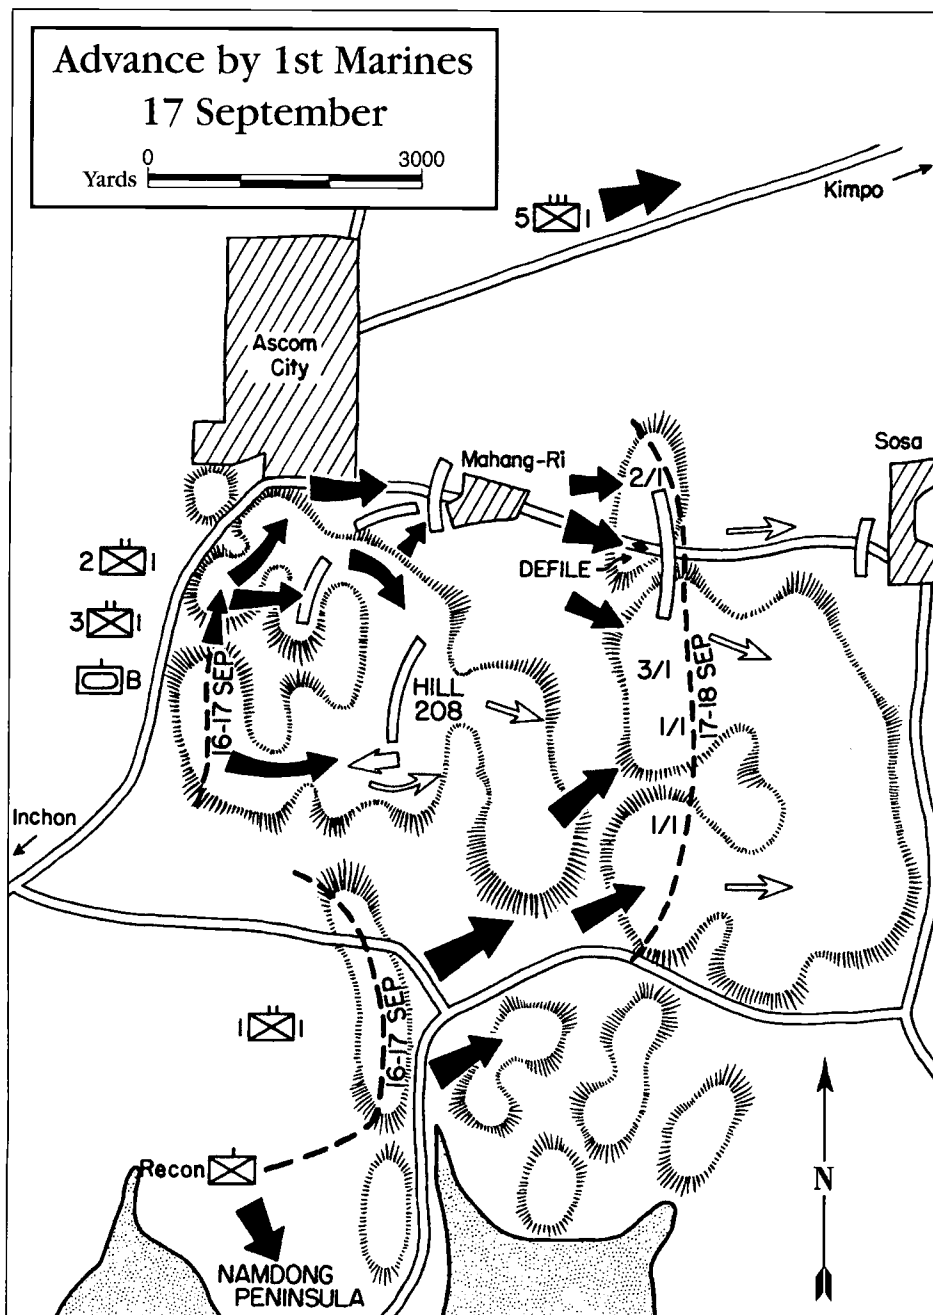 Advance by 1st Marines
17 September
0 3000
Yards
Kimpo
5 1
Ascom
City
Sosa
Mahang-Ri
2/1
2 1
DEFILE
3 1
B
16-17 SEP
HILL
208
3/1
17-18 SEP
1/1
Inchon
1/1
1 1
16-17 SEP
Recon
N
NAMDONG
PENINSULA